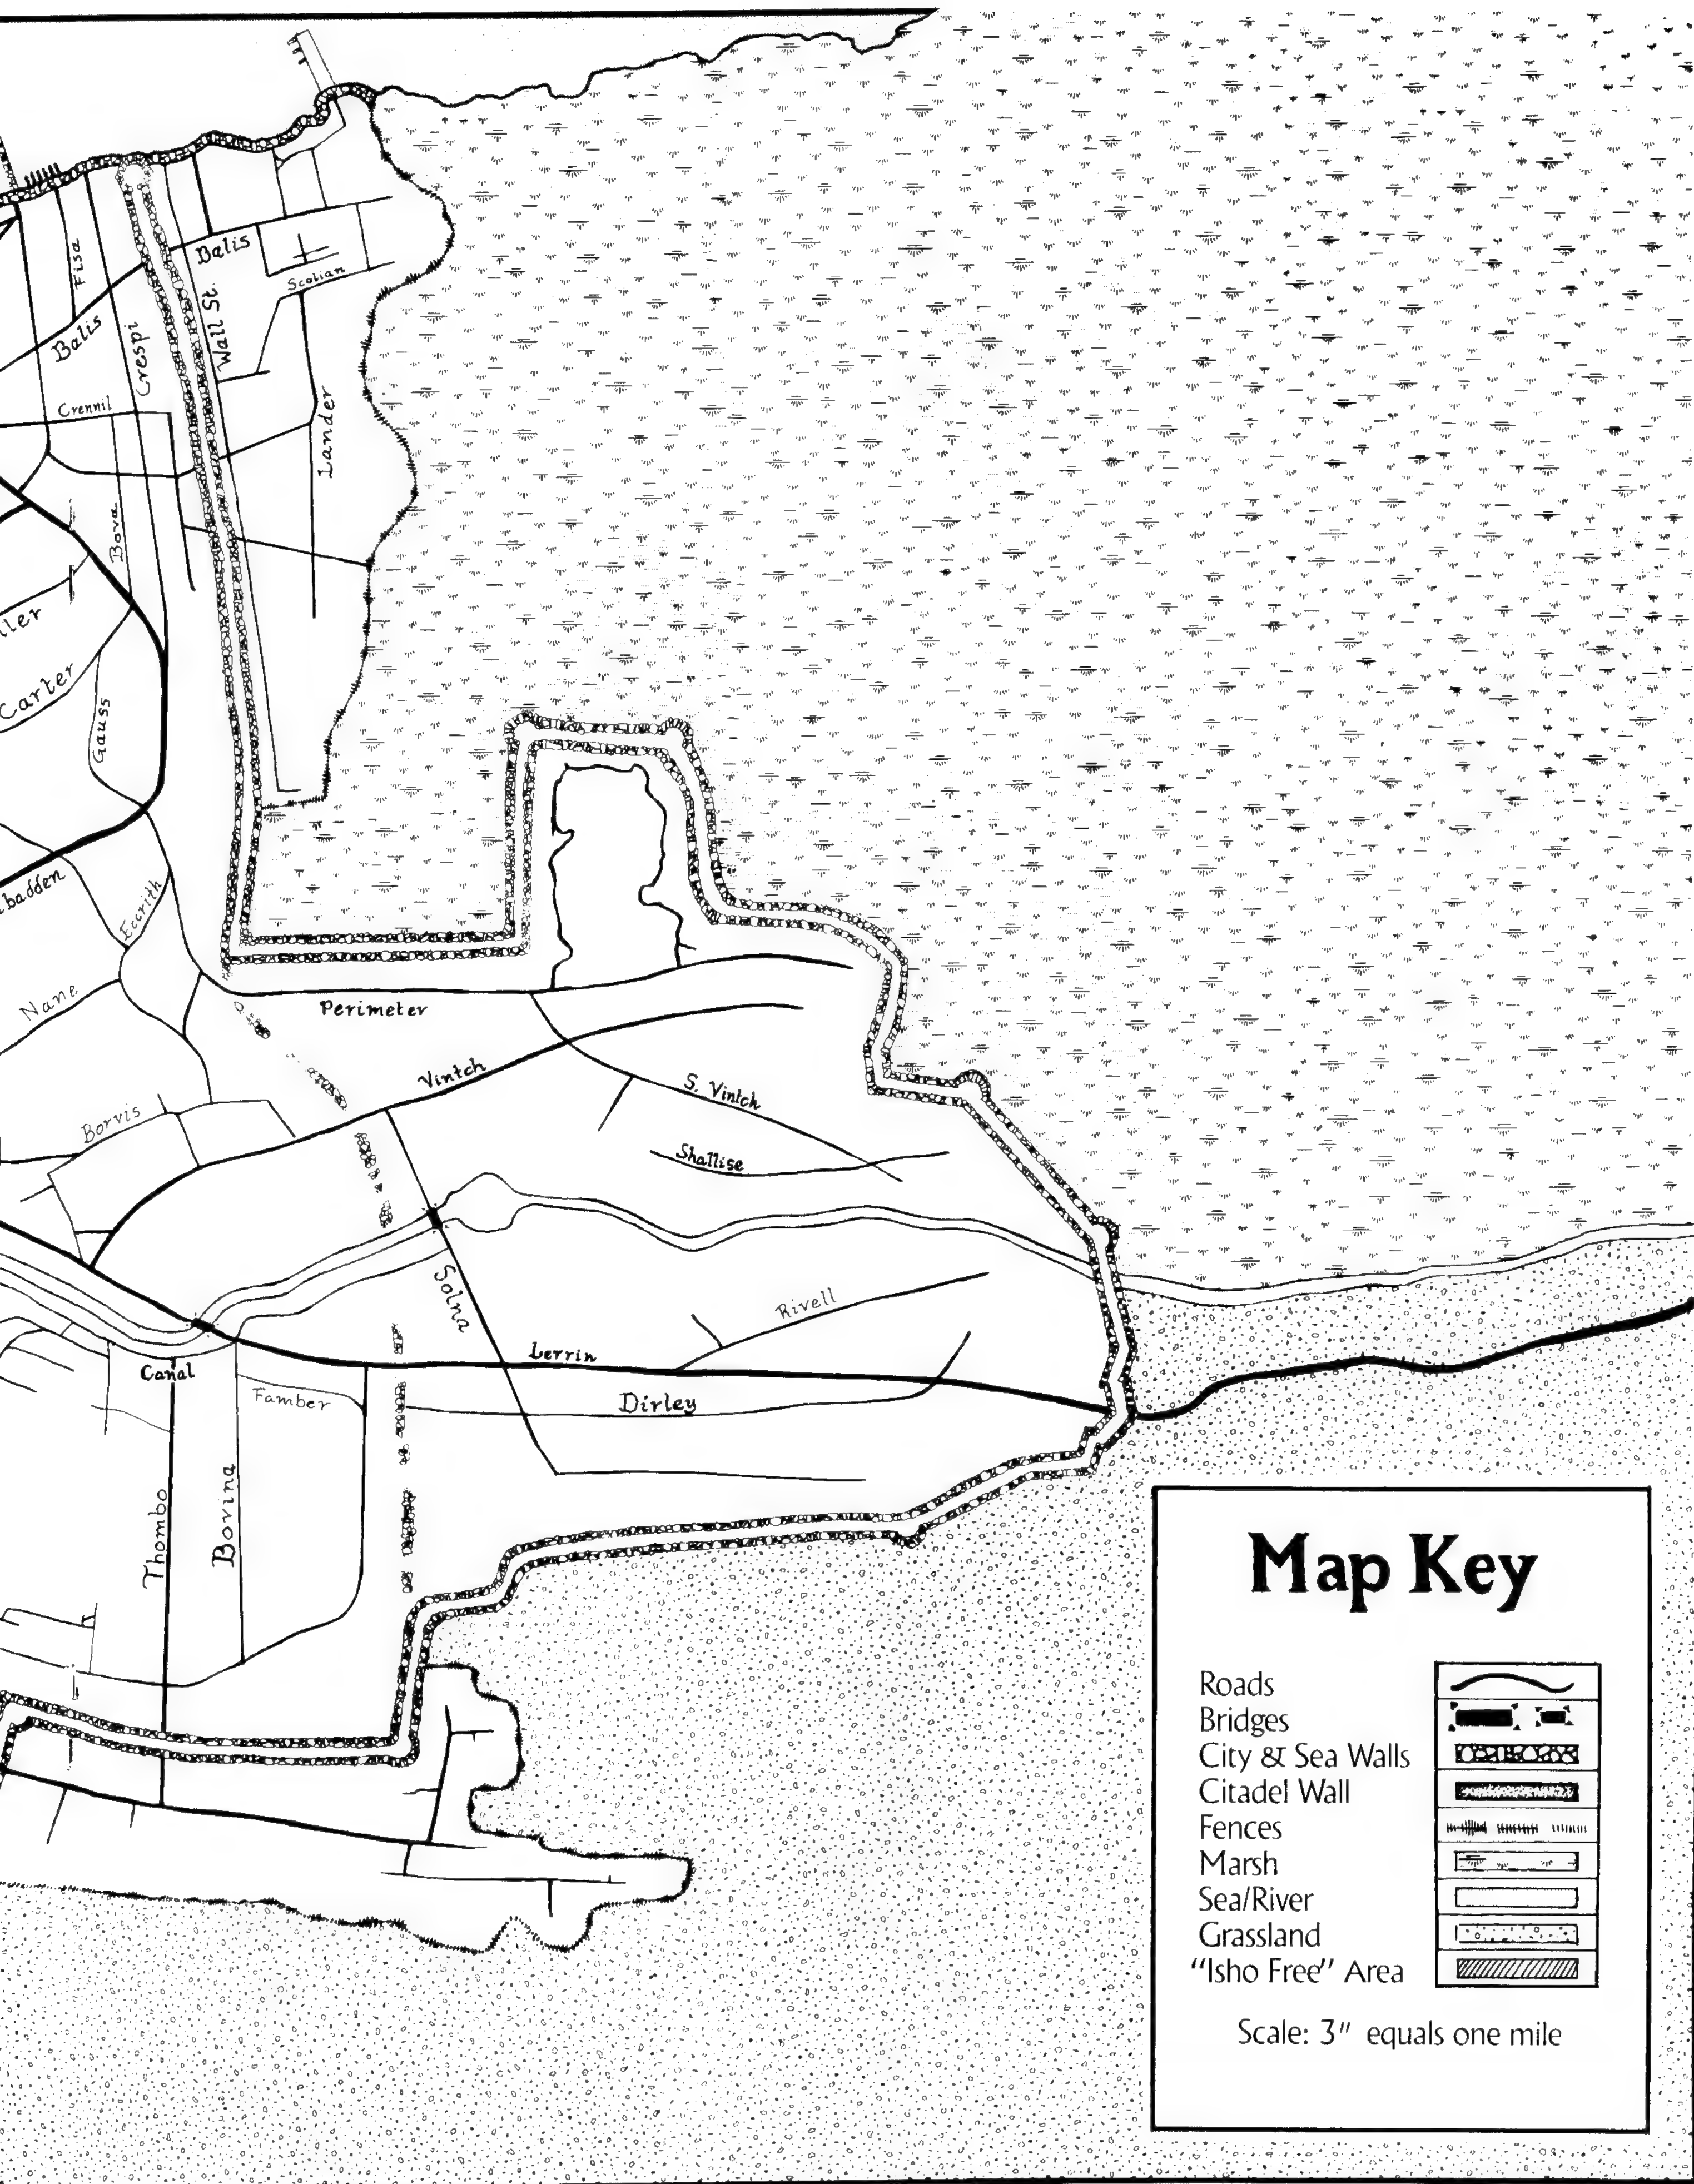 Fisa
Balis
Scolian
Balis
Crespi
Wall St.
Crennil
Lander
Bova
ller
Carter
Gauss
badden
Eccrith
Nane
Perimeter
Vintch
S. Vintch
Borvis
Shallise
Solna
Rivell
Lerrin
Canal
Famber
Dirley
Thombo
Bovina
Map Key
Roads
Bridges
City & Sea Walls
Citadel Wall
Fences
Marsh
Sea/River
Grassland
"Isho Free" Area
Scale: 3" equals one mile